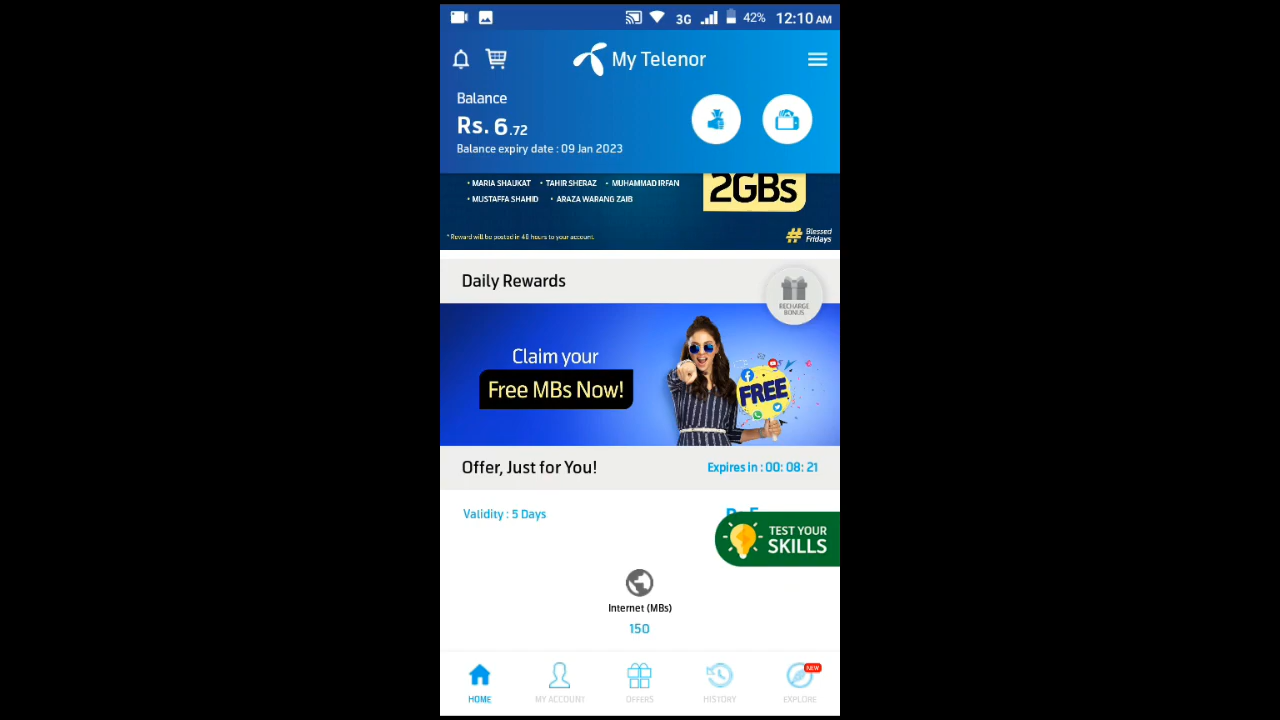 3G 42% 12:10 AM
My Telenor
Balance
Rs. 6.72
Balance expiry date : 09 Jan 2023
• MARIA SHAUKAT • TAHIR SHERAZ • MUHAMMAD IRFAN
• MUSTAFFA SHAHID • ARAZA WARANG ZAIB
2GBs
* Reward will be posted in 48 hours to your account.
# Blessed Fridays
Daily Rewards
RECHARGE
BONUS
Claim your
Free MBs Now!
FREE
Offer, Just for You!
Expires in : 00: 08: 21
Validity : 5 Days
TEST YOUR
SKILLS
Internet (MBs)
150
NEW
HOME MY ACCOUNT OFFERS HISTORY EXPLORE